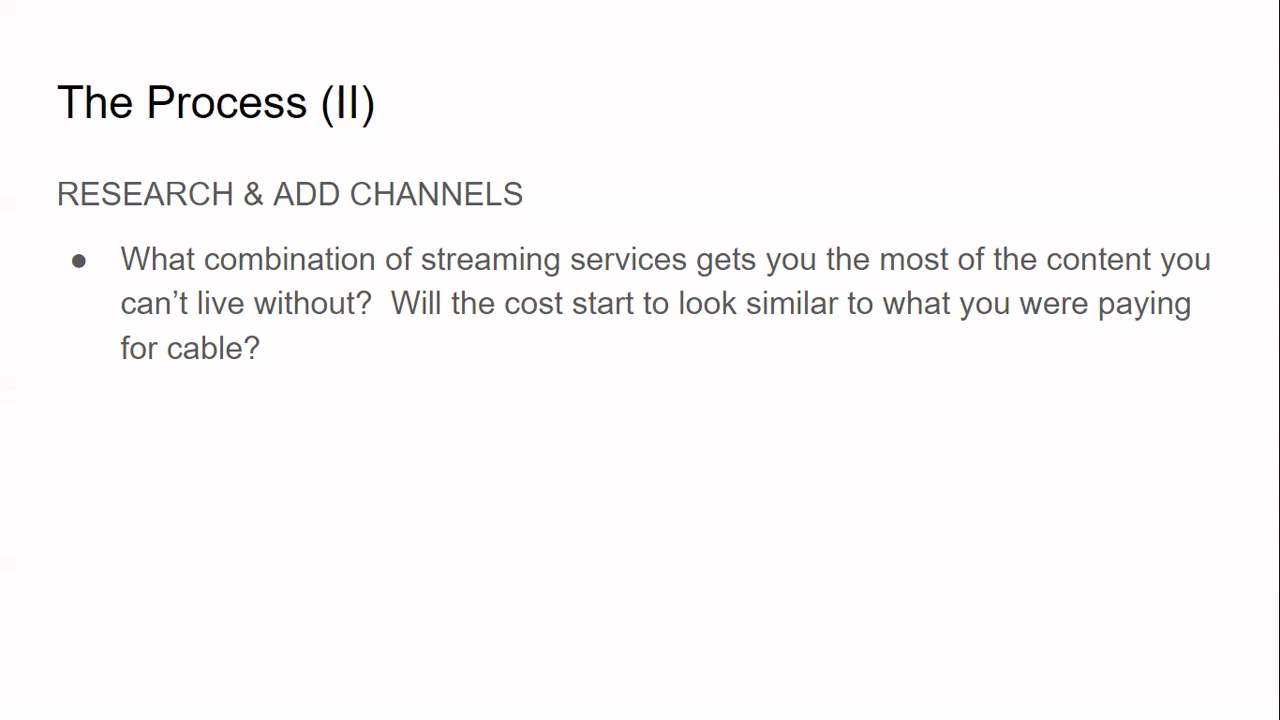 The Process (II)
RESEARCH & ADD CHANNELS
● What combination of streaming services gets you the most of the content you
can’t live without?  Will the cost start to look similar to what you were paying
for cable?